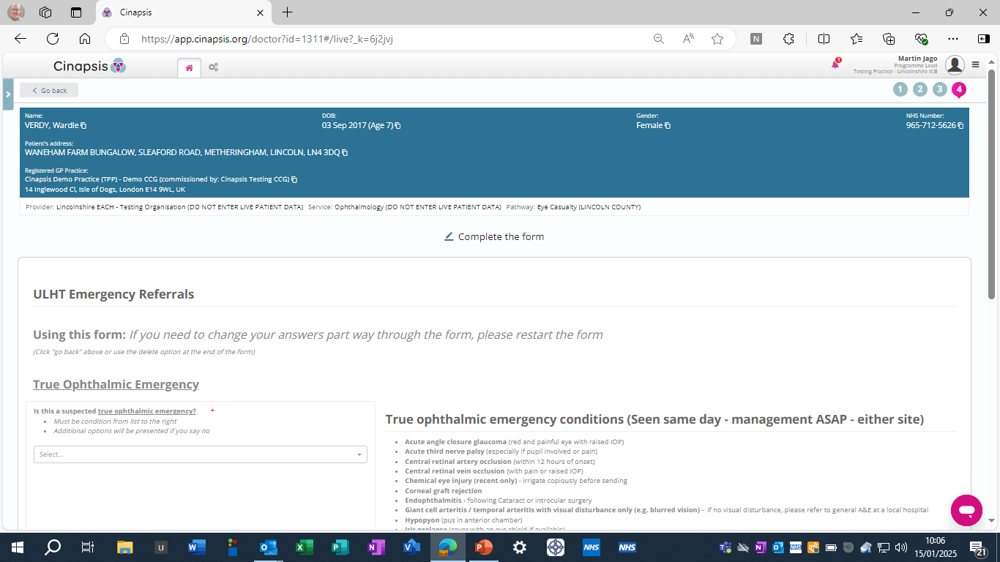 Cinapsis
https://app.cinapsis.org/doctor?id=1311#/live?_k=6j2jvj
Cinapsis
1
Martin Jago
Programme Lead
Testing Practice - Lincolnshire ICB
Go back
1 2 3 4
Name:
VERDY, Wardle
DOB:
03 Sep 2017 (Age 7)
Gender:
Female
NHS Number:
965-712-5626
Patient's address:
WANEHAM FARM BUNGALOW, SLEAFORD ROAD, METHERINGHAM, LINCOLN, LN4 3DQ
Registered GP Practice:
Cinapsis Demo Practice (TPP) - Demo CCG (commissioned by: Cinapsis Testing CCG)
14 Inglewood Cl, Isle of Dogs, London E14 9WL, UK
Provider: Lincolnshire EACH - Testing Organisation (DO NOT ENTER LIVE PATIENT DATA) Service: Ophthalmology (DO NOT ENTER LIVE PATIENT DATA) Pathway: Eye Casualty (LINCOLN COUNTY)
Complete the form
ULHT Emergency Referrals
Using this form: If you need to change your answers part way through the form, please restart the form
(Click "go back" above or use the delete option at the end of the form)
True Ophthalmic Emergency
Is this a suspected true ophthalmic emergency? *
• Must be condition from list to the right
• Additional options will be presented if you say no
Select...
True ophthalmic emergency conditions (Seen same day - management ASAP - either site)
• Acute angle closure glaucoma (red and painful eye with raised IOP)
• Acute third nerve palsy (especially if pupil involved or pain)
• Central retinal artery occlusion (within 12 hours of onset)
• Central retinal vein occlusion (with pain or raised IOP)
• Chemical eye injury (recent only) - irrigate copiously before sending
• Corneal graft rejection
• Endophthalmitis - following Cataract or introcular surgery
• Giant cell arteritis / temporal arteritis with visual disturbance only (e.g. blurred vision) - if no visual disturbance, please refer to general A&E at a local hospital
• Hypopyon (pus in anterior chamber)
• Iris prolapse (cover with an eye shield if available)
NHS
NHS
NHS
10:06
15/01/2025
21